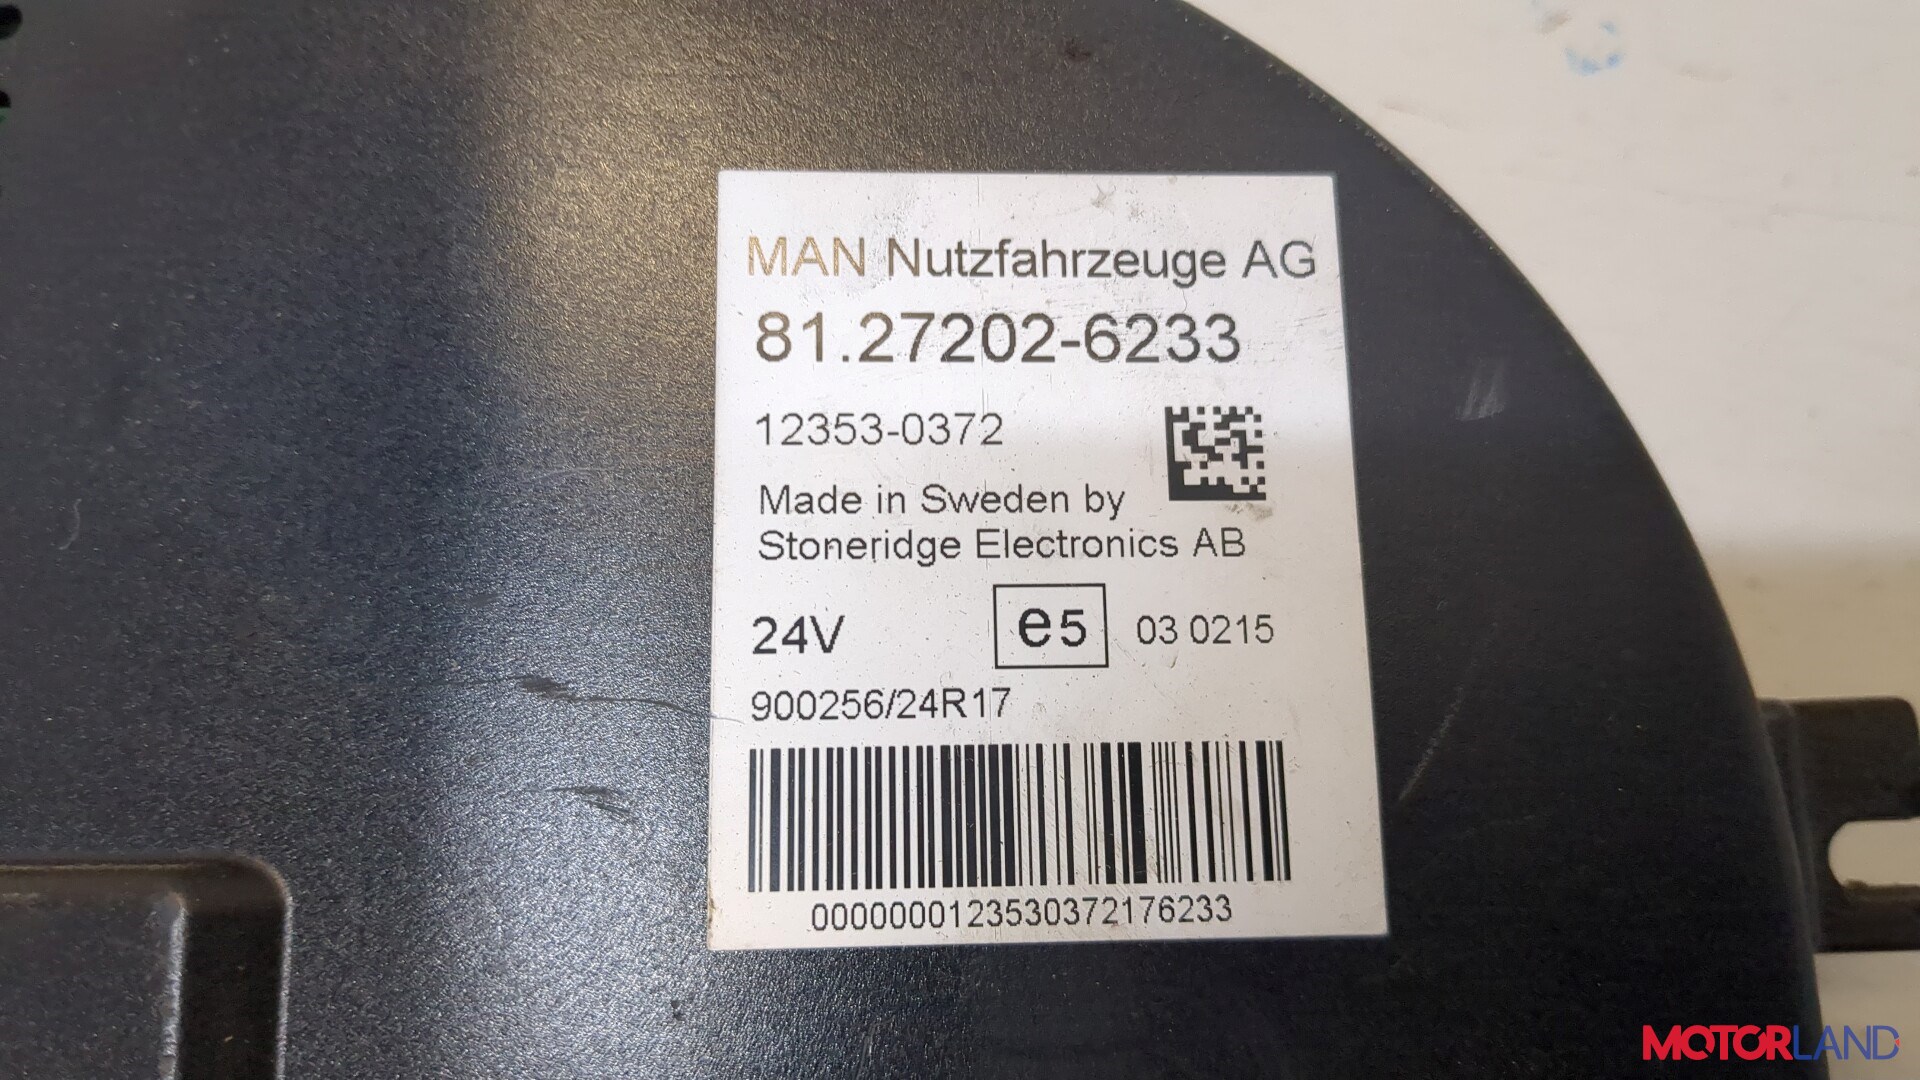 MAN Nutzfahrzeuge AG
81.27202-6233
12353-0372
Made in Sweden by
Stoneridge Electronics AB
24V e5 03 0215
900256/24R17
0000000123530372176233
MOTORLAND